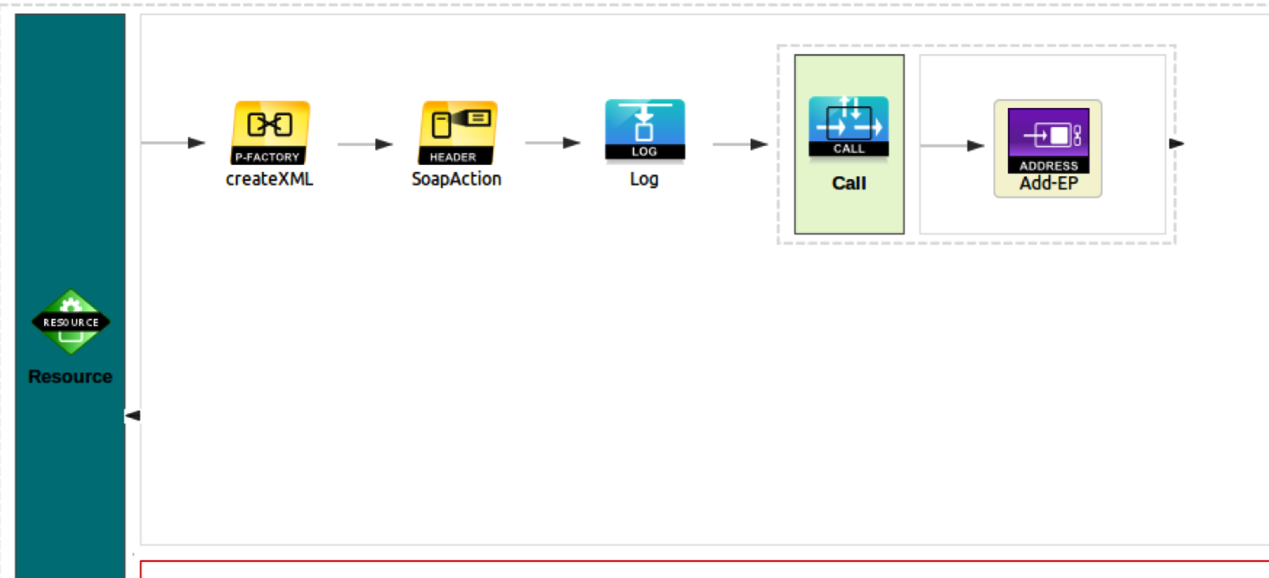 P-FACTORY
createXML
HEADER
SoapAction
LOG
Log
CALL
Call
ADDRESS
Add-EP
RESOURCE
Resource